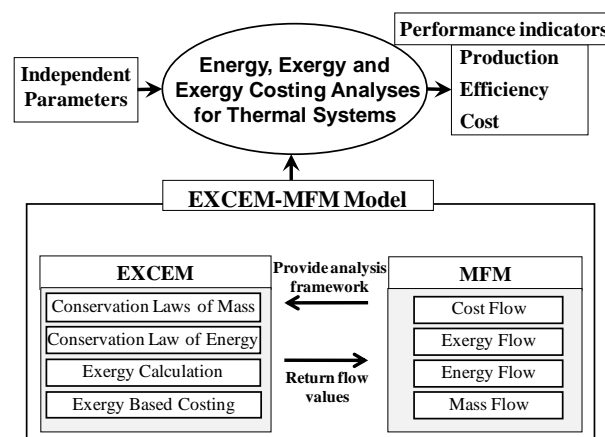 Performance indicators
Independent
Parameters
Energy, Exergy and
Exergy Costing Analyses
for Thermal Systems
Production
Efficiency
Cost
EXCEM-MFM Model
EXCEM
Conservation Laws of Mass
Conservation Law of Energy
Exergy Calculation
Exergy Based Costing
Provide analysis
framework
Return flow
values
MFM
Cost Flow
Exergy Flow
Energy Flow
Mass Flow